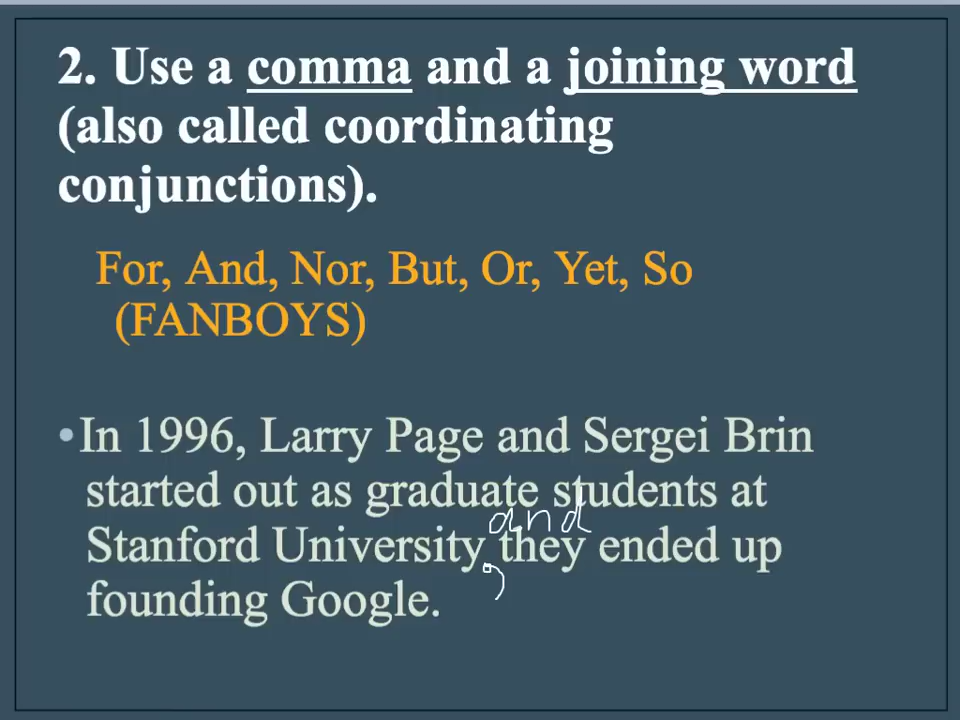 2. Use a comma and a joining word
(also called coordinating
conjunctions).
For, And, Nor, But, Or, Yet, So
(FANBOYS)
•In 1996, Larry Page and Sergei Brin
started out as graduate students at
and
Stanford University, they ended up
founding Google.